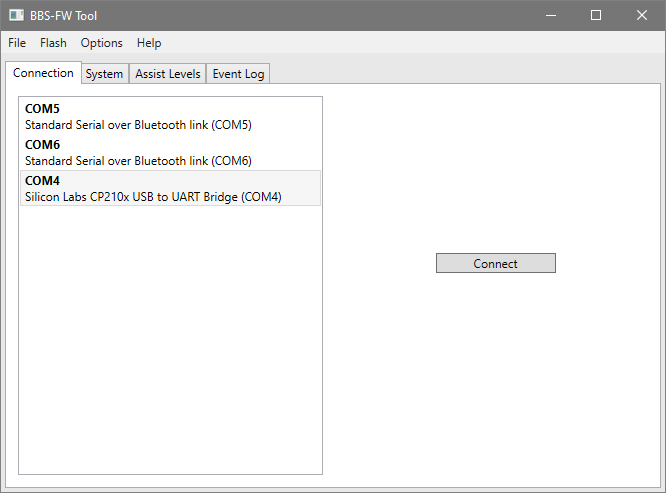 BBS-FW Tool
File Flash Options Help
Connection System Assist Levels Event Log
COM5
Standard Serial over Bluetooth link (COM5)
COM6
Standard Serial over Bluetooth link (COM6)
COM4
Silicon Labs CP210x USB to UART Bridge (COM4)
Connect